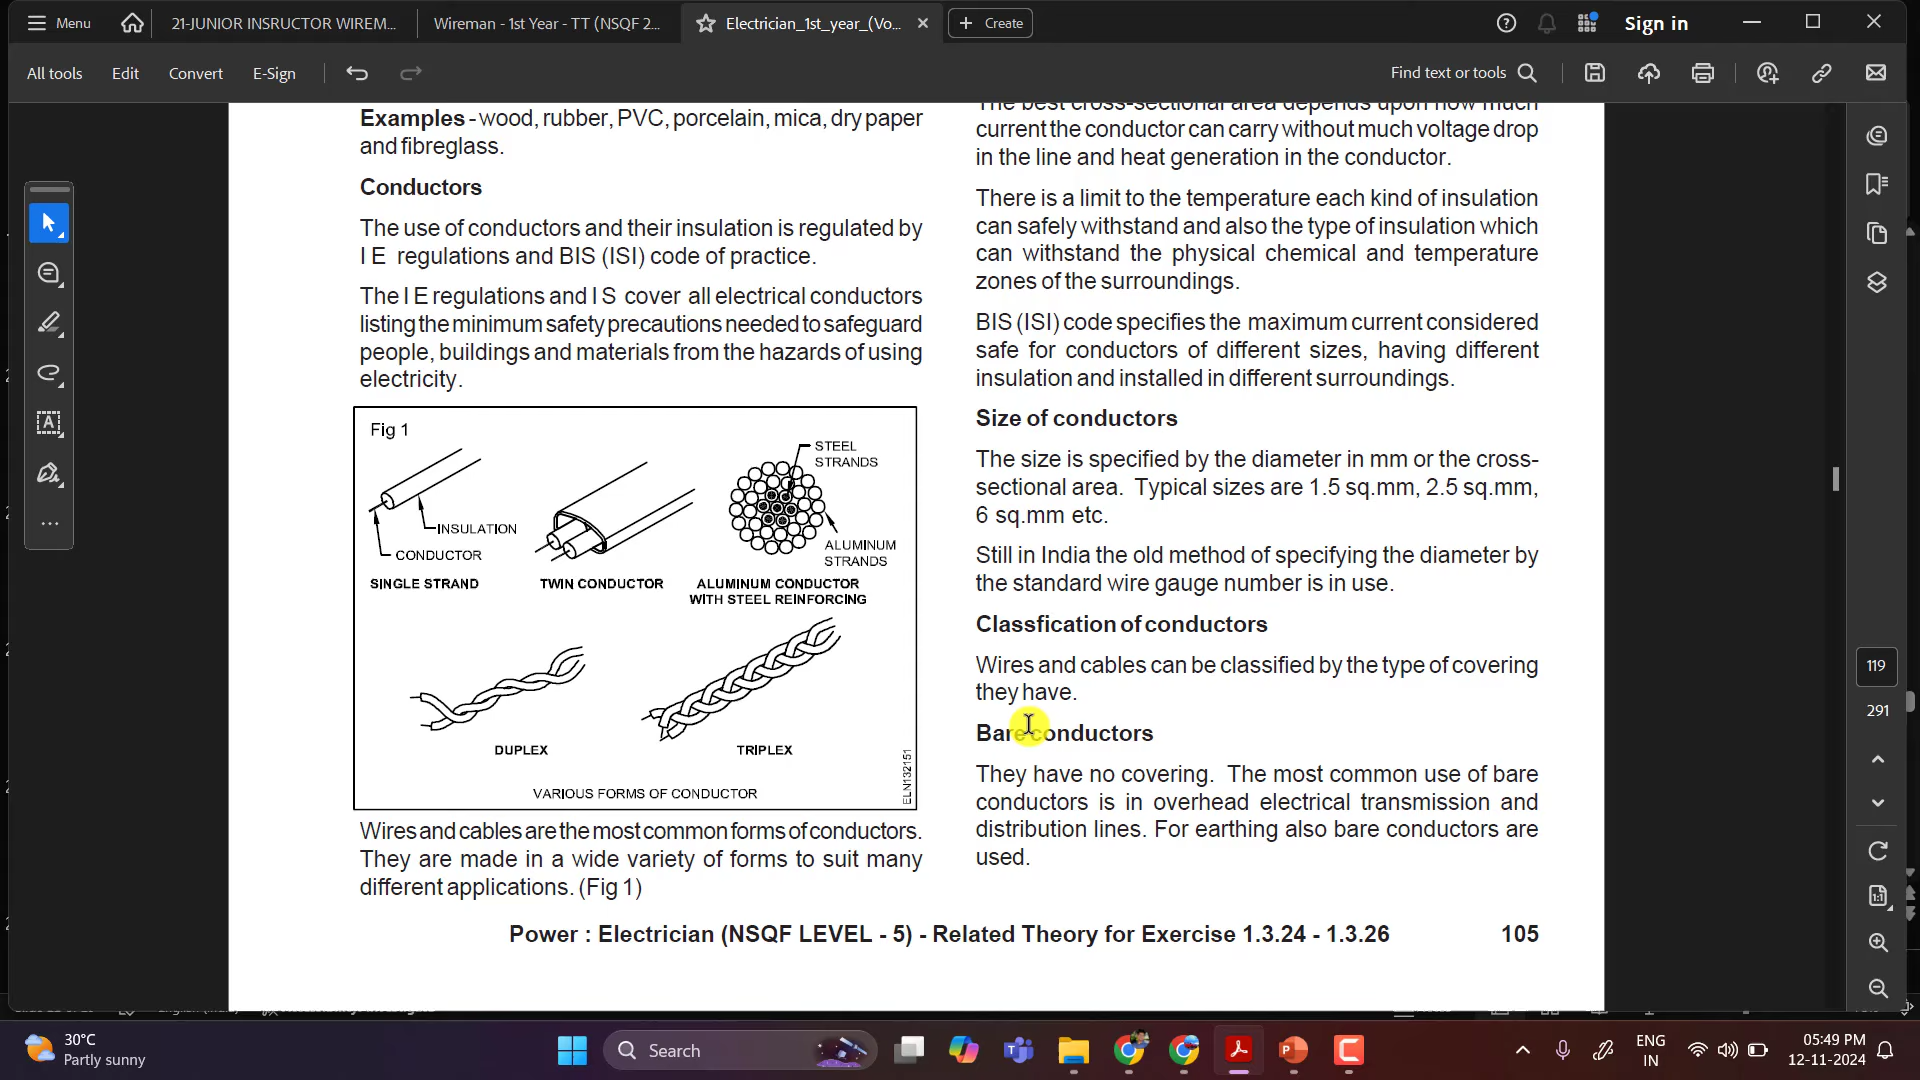 Menu
21-JUNIOR INSRUCTOR WIREM...
Wireman - 1st Year - TT (NSQF 2...
Electrician_1st_year_(Vo...
Create
Sign in
All tools
Edit
Convert
E-Sign
Find text or tools
Examples - wood, rubber, PVC, porcelain, mica, dry paper
and fibreglass.
Conductors
The use of conductors and their insulation is regulated by
I E regulations and BIS (ISI) code of practice.
The I E regulations and I S cover all electrical conductors
listing the minimum safety precautions needed to safeguard
people, buildings and materials from the hazards of using
electricity.
Fig 1
STEEL
STRANDS
INSULATION
CONDUCTOR
ALUMINUM
STRANDS
SINGLE STRAND
TWIN CONDUCTOR
ALUMINUM CONDUCTOR
WITH STEEL REINFORCING
DUPLEX
TRIPLEX
VARIOUS FORMS OF CONDUCTOR
ELN132151
Wires and cables are the most common forms of conductors.
They are made in a wide variety of forms to suit many
different applications. (Fig 1)
The best cross-sectional area depends upon how much
current the conductor can carry without much voltage drop
in the line and heat generation in the conductor.
There is a limit to the temperature each kind of insulation
can safely withstand and also the type of insulation which
can withstand the physical chemical and temperature
zones of the surroundings.
BIS (ISI) code specifies the maximum current considered
safe for conductors of different sizes, having different
insulation and installed in different surroundings.
Size of conductors
The size is specified by the diameter in mm or the cross-
sectional area. Typical sizes are 1.5 sq.mm, 2.5 sq.mm,
6 sq.mm etc.
Still in India the old method of specifying the diameter by
the standard wire gauge number is in use.
Classfication of conductors
Wires and cables can be classified by the type of covering
they have.
Bare conductors
They have no covering. The most common use of bare
conductors is in overhead electrical transmission and
distribution lines. For earthing also bare conductors are
used.
Power : Electrician (NSQF LEVEL - 5) - Related Theory for Exercise 1.3.24 - 1.3.26
105
119
291
30°C
Partly sunny
Search
ENG
IN
05:49 PM
12-11-2024